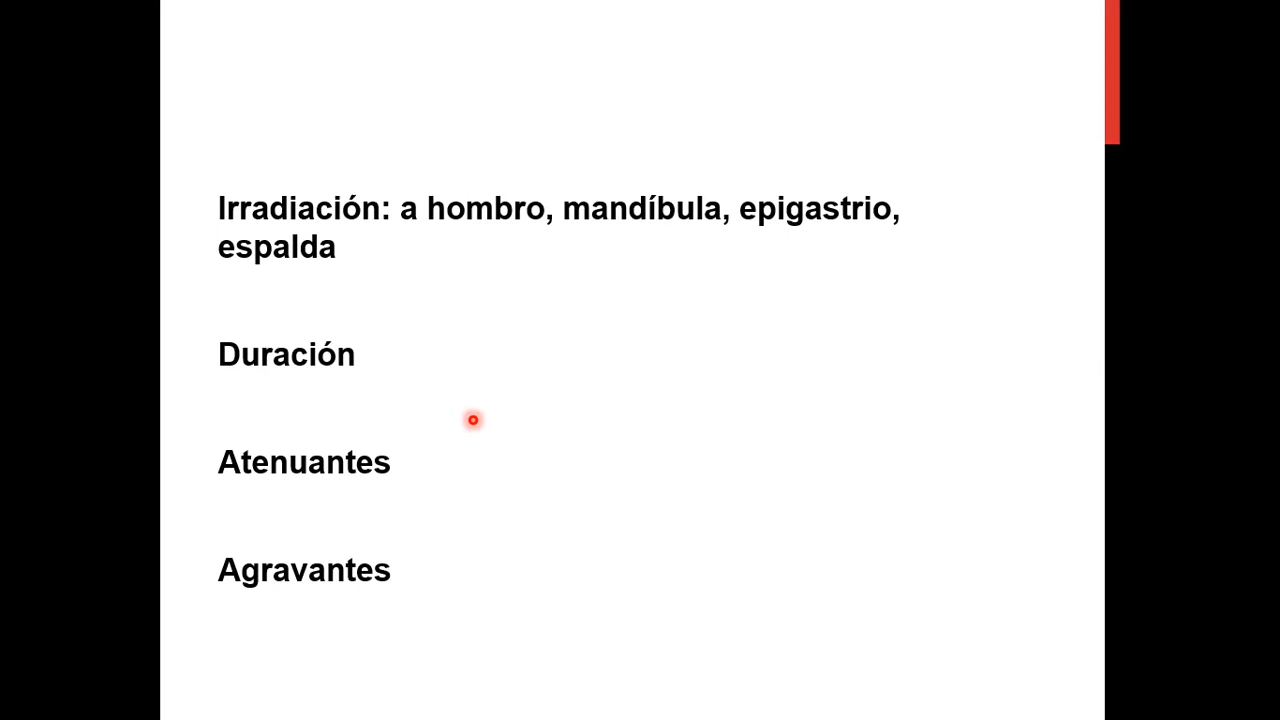 Irradiación: a hombro, mandíbula, epigastrio,
espalda
Duración
Atenuantes
Agravantes